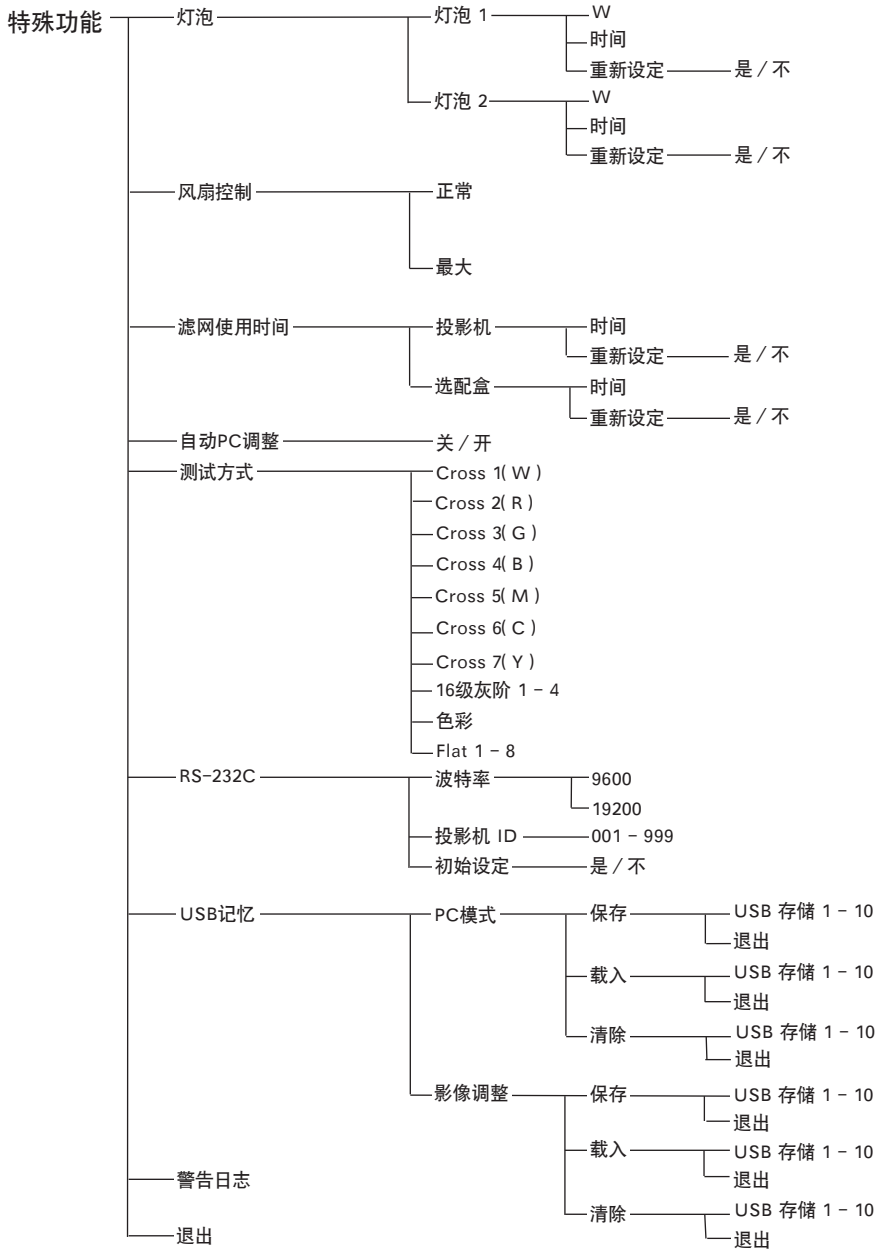 特殊功能 灯泡 灯泡 1 W
时间
重新设定 是 / 不
灯泡 2 W
时间
重新设定 是 / 不
风扇控制 正常
最大
滤网使用时间 投影机 时间
重新设定 是 / 不
选配盒 时间
重新设定 是 / 不
自动PC调整 关 / 开
测试方式 Cross 1( W )
Cross 2( R )
Cross 3( G )
Cross 4( B )
Cross 5( M )
Cross 6( C )
Cross 7( Y )
16级灰阶 1 - 4
色彩
Flat 1 - 8
RS-232C 波特率 9600
19200
投影机 ID 001 - 999
初始设定 是 / 不
USB记忆 PC模式 保存 USB 存储 1 - 10
退出
载入 USB 存储 1 - 10
退出
清除 USB 存储 1 - 10
退出
影像调整 保存 USB 存储 1 - 10
退出
载入 USB 存储 1 - 10
警告日志 退出
清除 USB 存储 1 - 10
退出 退出